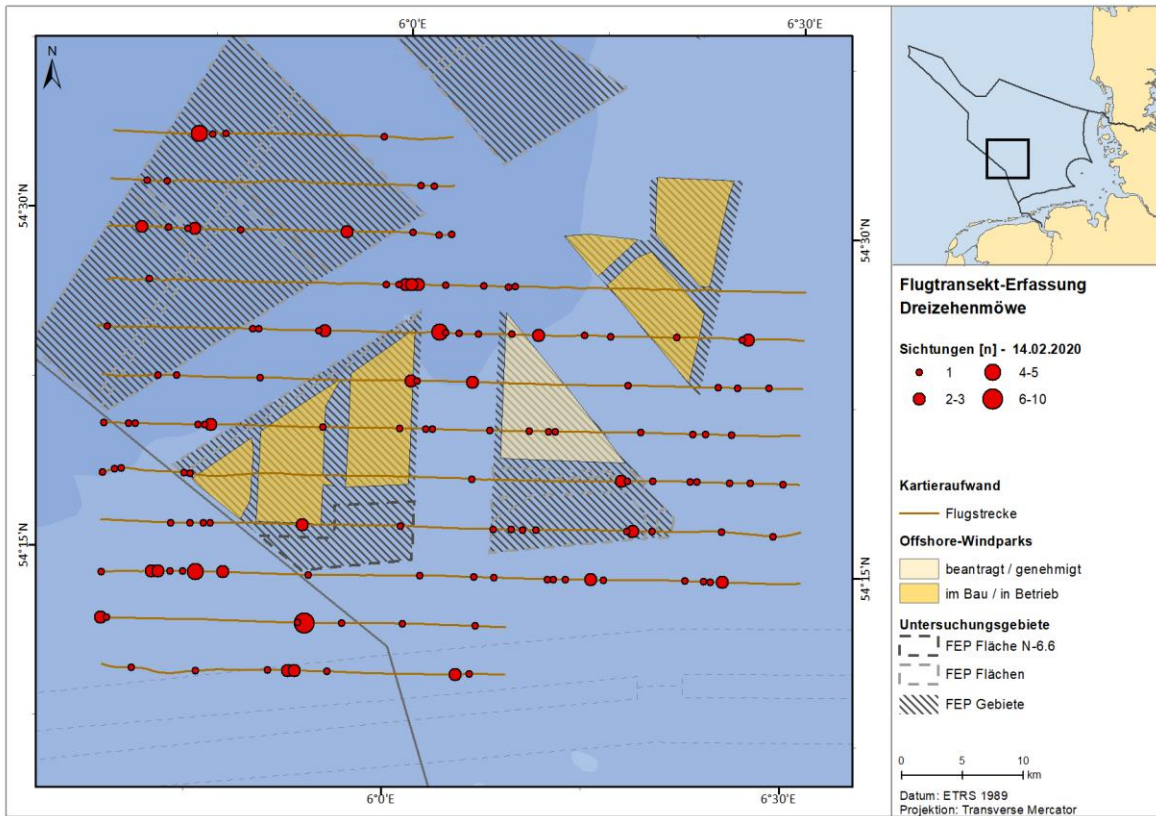 6°0'E
6°30'E
N
54°30'N
54°30'N
54°15'N
54°15'N
6°0'E
6°30'E
Flugtransekt-Erfassung
Dreizehenmöwe
Sichtungen [n] - 14.02.2020
1
4-5
2-3
6-10
Kartieraufwand
Flugstrecke
Offshore-Windparks
beantragt / genehmigt
im Bau / in Betrieb
Untersuchungsgebiete
FEP Fläche N-6.6
FEP Flächen
FEP Gebiete
0 5 10
km
Datum: ETRS 1989
Projektion: Transverse Mercator